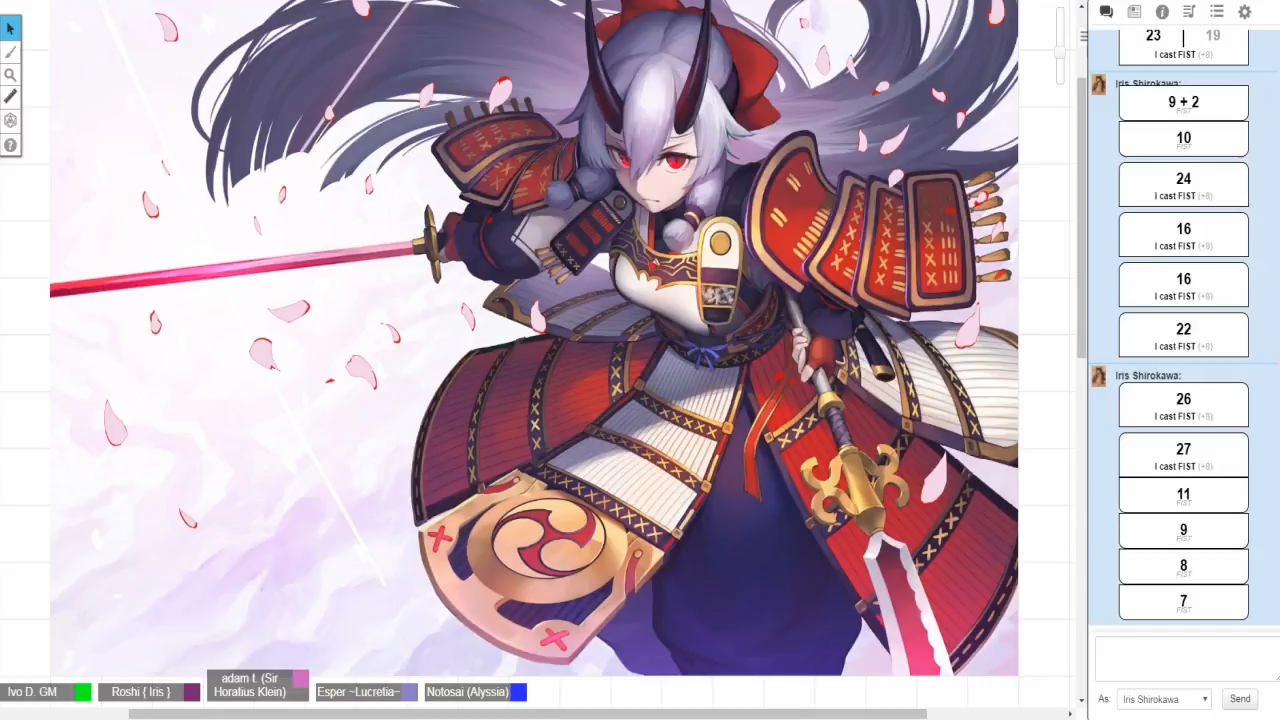 23 | 19
I cast FIST (+8)
Iris Shirokawa:
9 + 2
FIST
10
FIST
24
I cast FIST (+8)
16
I cast FIST (+8)
16
I cast FIST (+8)
22
I cast FIST (+8)
Iris Shirokawa:
26
I cast FIST (+8)
27
I cast FIST (+8)
11
FIST
9
FIST
8
FIST
7
FIST
As: Iris Shirokawa Send
adam t. (Sir
Ivo D. GM Roshi { Iris } Horatius Klein) Esper ~Lucretia~ Notosai (Alyssia)